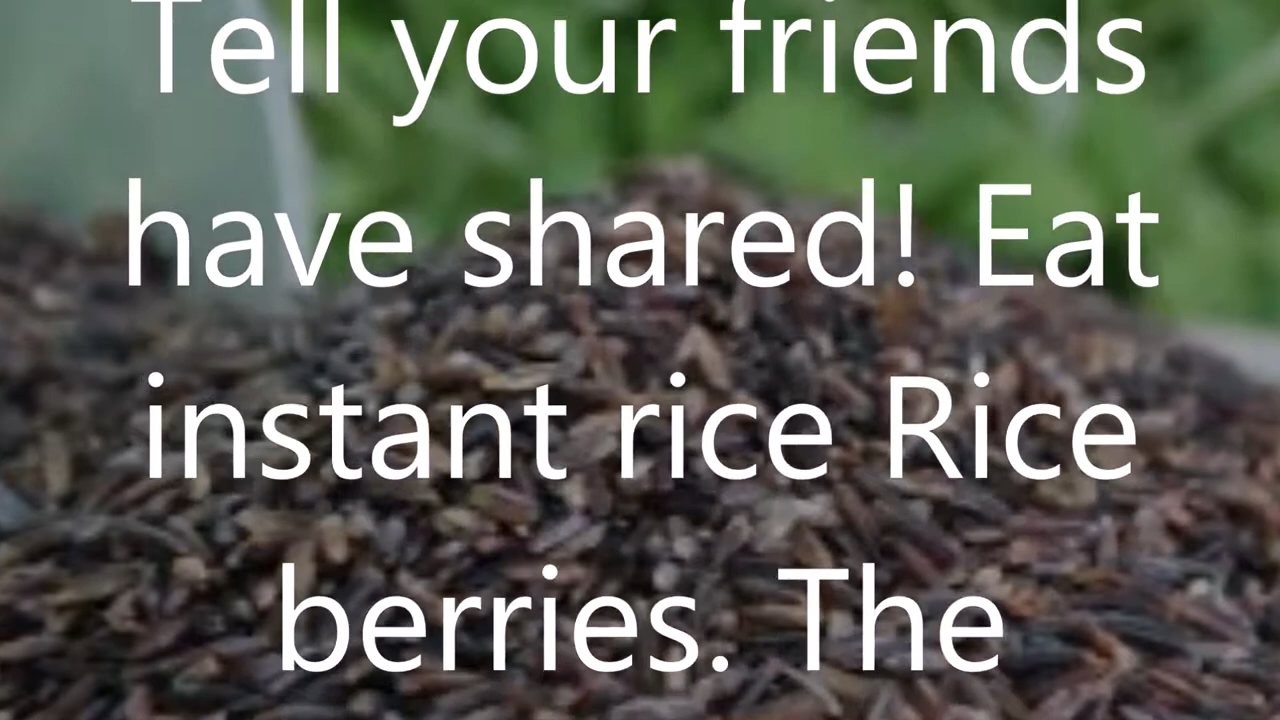 Tell your friends
have shared! Eat
instant rice Rice
berries. The